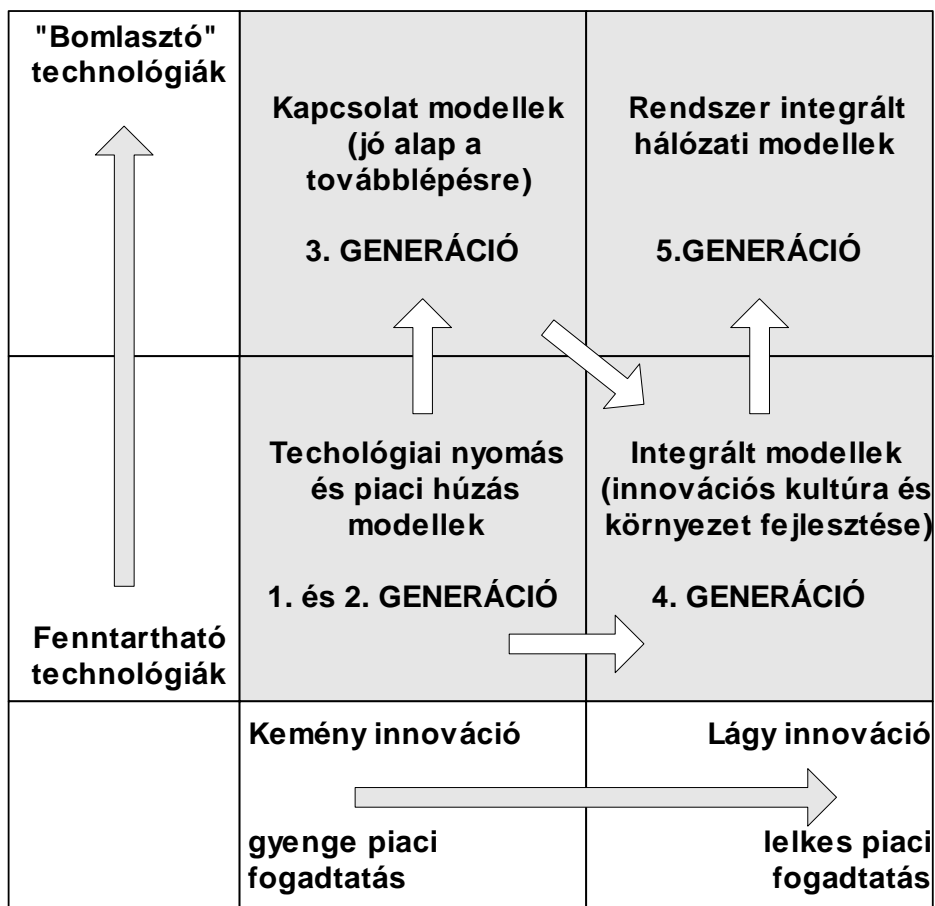 "Bomlasztó"
technológiák
Kapcsolat modellek
(jó alap a
továbblépésre)
3. GENERÁCIÓ
Rendszer integrált
hálózati modellek
5.GENERÁCIÓ
Techológiai nyomás
és piaci húzás
modellek
1. és 2. GENERÁCIÓ
Integrált modellek
(innovációs kultúra és
környezet fejlesztése)
4. GENERÁCIÓ
Fenntartható
technológiák
Kemény innováció
Lágy innováció
gyenge piaci
fogadtatás
lelkes piaci
fogadtatás